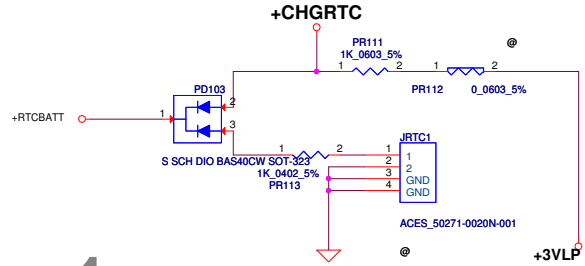 +CHGRTC
PR111
1K_0603_5%
@
1 2 1 2
PR112 0_0603_5%
PD103
2
+RTCBATT
1
3
JRTC1
S SCH DIO BAS40CW SOT-323
1 2
1K_0402_5%
PR113
1 1
2 2
3 GND
4 GND
ACES_50271-0020N-001
@
+3VLP